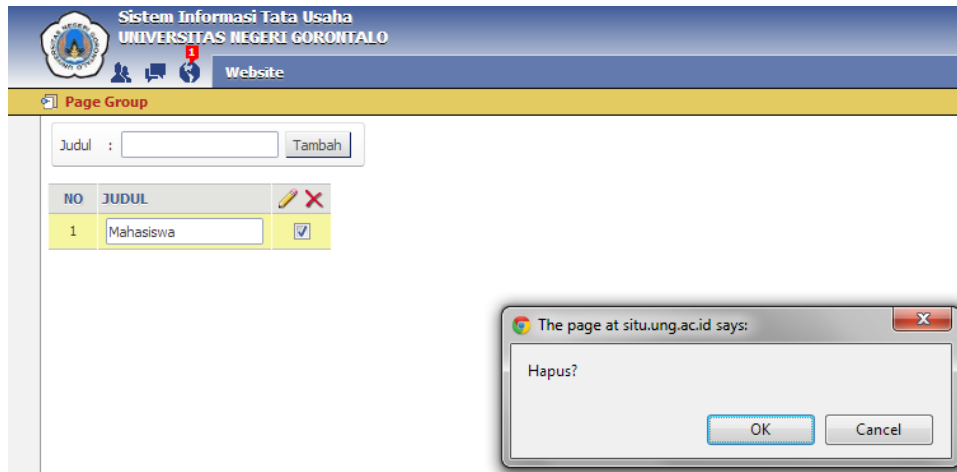 Sistem Informasi Tata Usaha
UNIVERSITAS NEGERI GORONTALO
1
Website
Page Group
Judul : Tambah
NO JUDUL
1 Mahasiswa
The page at situ.ung.ac.id says:
Hapus?
OK Cancel